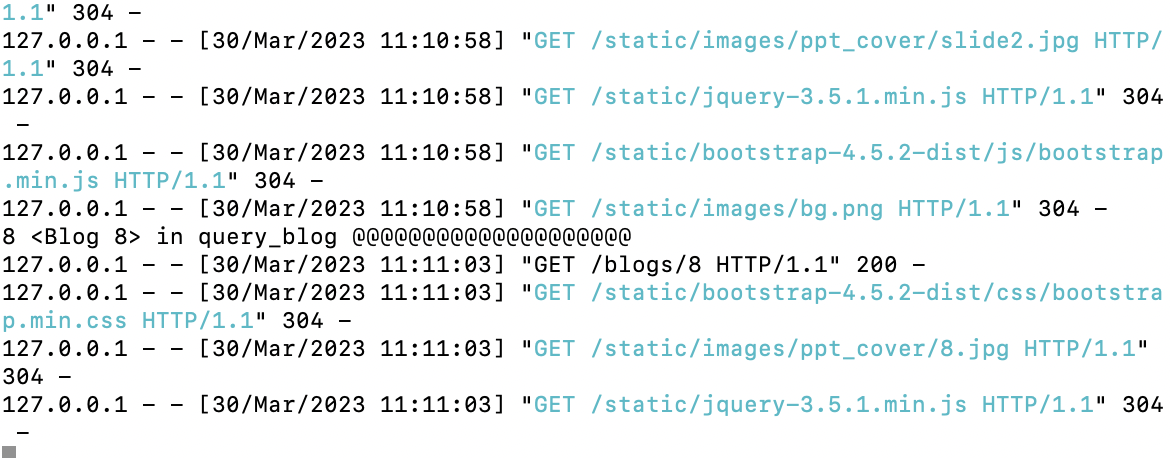 1.1" 304 -
127.0.0.1 - - [30/Mar/2023 11:10:58] "GET /static/images/ppt_cover/slide2.jpg HTTP/
1.1" 304 -
127.0.0.1 - - [30/Mar/2023 11:10:58] "GET /static/jquery-3.5.1.min.js HTTP/1.1" 304
 -
127.0.0.1 - - [30/Mar/2023 11:10:58] "GET /static/bootstrap-4.5.2-dist/js/bootstrap
.min.js HTTP/1.1" 304 -
127.0.0.1 - - [30/Mar/2023 11:10:58] "GET /static/images/bg.png HTTP/1.1" 304 -
8 <Blog 8> in query_blog @@@@@@@@@@@@@@@@@@@@
127.0.0.1 - - [30/Mar/2023 11:11:03] "GET /blogs/8 HTTP/1.1" 200 -
127.0.0.1 - - [30/Mar/2023 11:11:03] "GET /static/bootstrap-4.5.2-dist/css/bootstra
p.min.css HTTP/1.1" 304 -
127.0.0.1 - - [30/Mar/2023 11:11:03] "GET /static/images/ppt_cover/8.jpg HTTP/1.1"
304 -
127.0.0.1 - - [30/Mar/2023 11:11:03] "GET /static/jquery-3.5.1.min.js HTTP/1.1" 304
 -